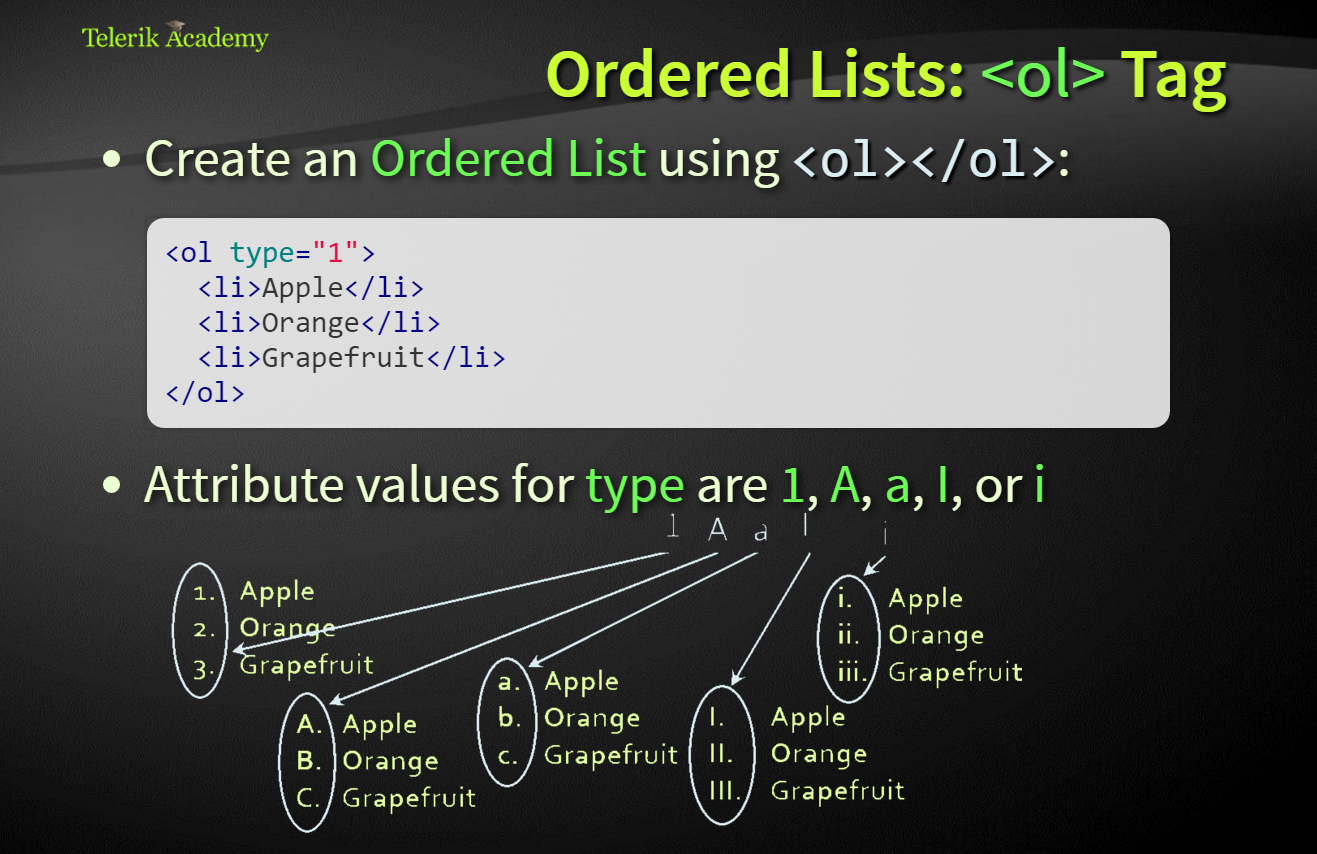 Telerik Academy
Ordered Lists: <ol> Tag
• Create an Ordered List using <ol></ol>:
<ol type="1">
  <li>Apple</li>
  <li>Orange</li>
  <li>Grapefruit</li>
</ol>
• Attribute values for type are 1, A, a, I, or i
1 A a I i
1. Apple
2. Orange
3. Grapefruit
A. Apple
B. Orange
C. Grapefruit
a. Apple
b. Orange
c. Grapefruit
I. Apple
II. Orange
III. Grapefruit
i. Apple
ii. Orange
iii. Grapefruit